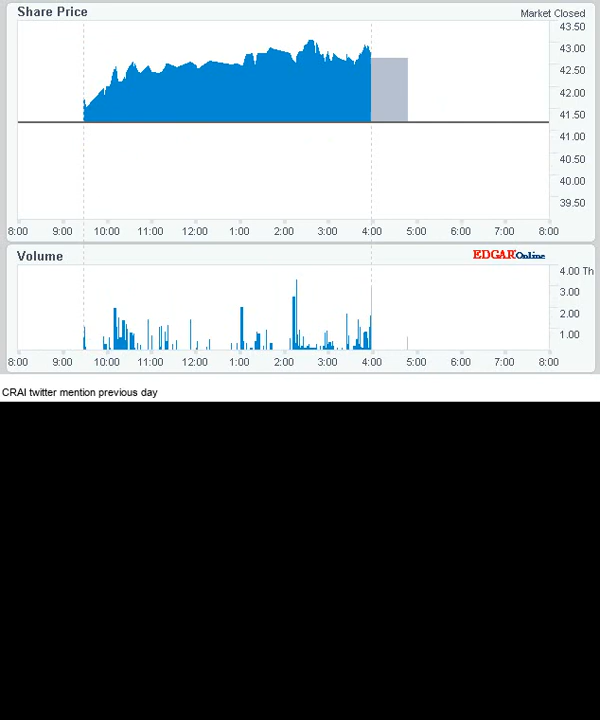 Share Price
Market Closed
43.50
43.00
42.50
42.00
41.50
41.00
40.50
40.00
39.50
8:00 9:00 10:00 11:00 12:00 1:00 2:00 3:00 4:00 5:00 6:00 7:00 8:00
Volume
EDGAR Online
4.00 Th
3.00
2.00
1.00
8:00 9:00 10:00 11:00 12:00 1:00 2:00 3:00 4:00 5:00 6:00 7:00 8:00
CRAI twitter mention previous day